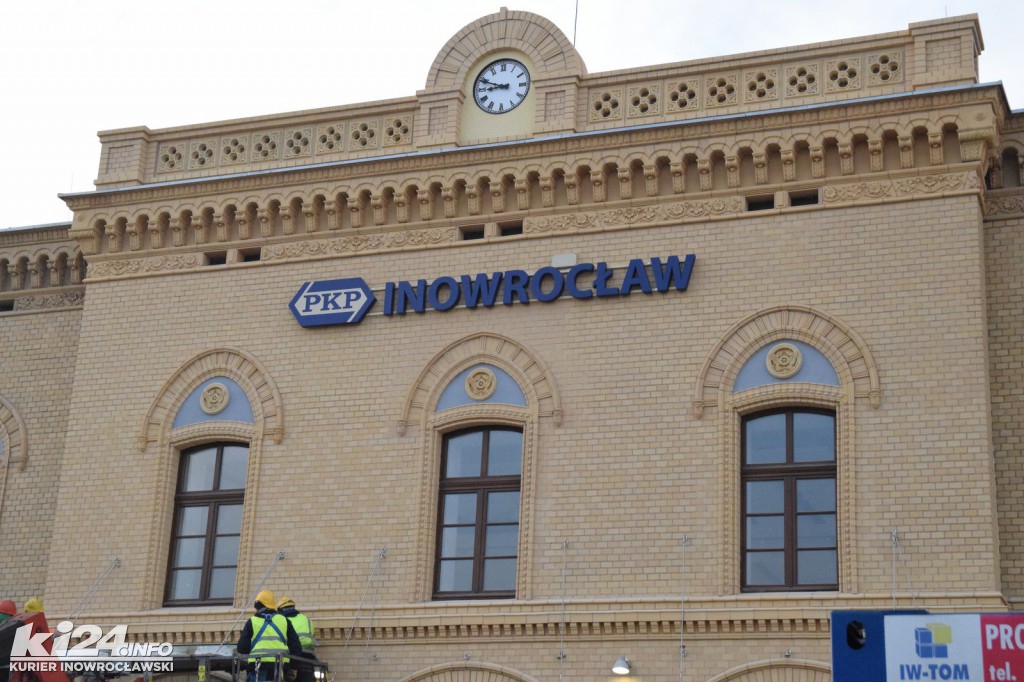 PKP INOWROCŁAW
ki24.INFO
KURIER INOWROCŁAWSKI
IW-TOM
PRO
tel.